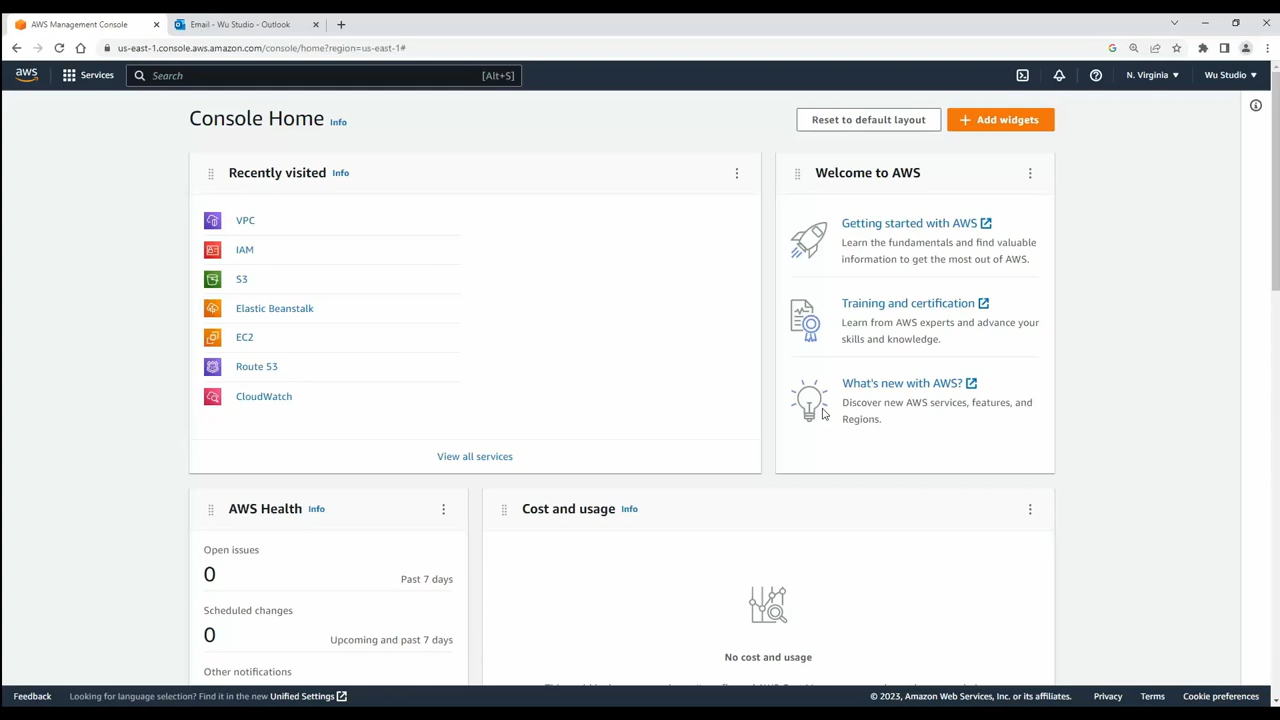 AWS Management Console
Email - Wu Studio - Outlook
us-east-1.console.aws.amazon.com/console/home?region=us-east-1#
aws
Services
Search
[Alt+S]
N. Virginia
Wu Studio
Console Home Info
Reset to default layout
Add widgets
Recently visited Info
VPC
IAM
S3
Elastic Beanstalk
EC2
Route 53
CloudWatch
View all services
Welcome to AWS
Getting started with AWS
Learn the fundamentals and find valuable
information to get the most out of AWS.
Training and certification
Learn from AWS experts and advance your
skills and knowledge.
What's new with AWS?
Discover new AWS services, features, and
Regions.
AWS Health Info
Open issues
0
Past 7 days
Scheduled changes
0
Upcoming and past 7 days
Other notifications
Cost and usage Info
No cost and usage
Feedback
Looking for language selection? Find it in the new Unified Settings
© 2023, Amazon Web Services, Inc. or its affiliates.
Privacy
Terms
Cookie preferences